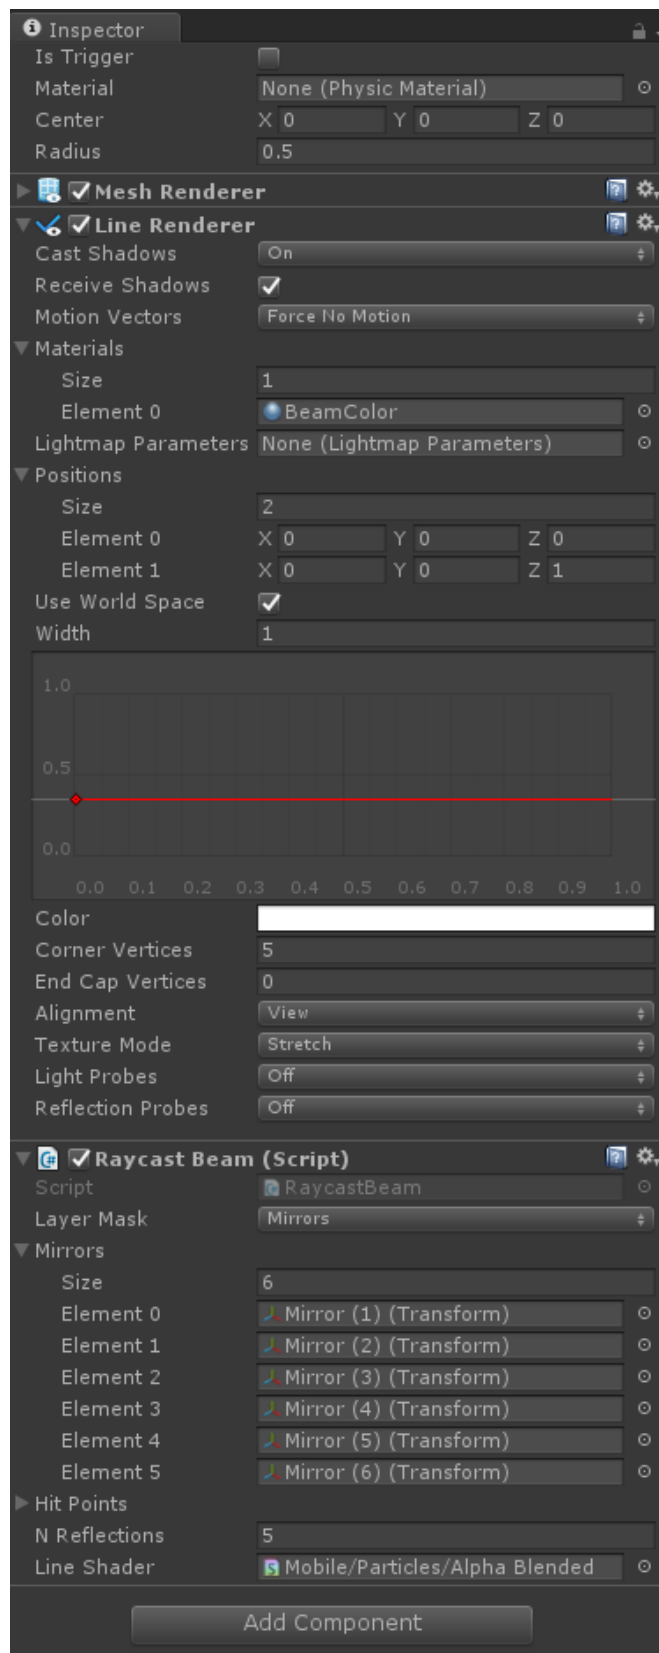 Inspector
Is Trigger
Material None (Physic Material)
Center X 0 Y 0 Z 0
Radius 0.5
Mesh Renderer
Line Renderer
Cast Shadows On
Receive Shadows
Motion Vectors Force No Motion
Materials
Size 1
Element 0 BeamColor
Lightmap Parameters None (Lightmap Parameters)
Positions
Size 2
Element 0 X 0 Y 0 Z 0
Element 1 X 0 Y 0 Z 1
Use World Space
Width 1
1.0
0.5
0.0
0.0 0.1 0.2 0.3 0.4 0.5 0.6 0.7 0.8 0.9 1.0
Color
Corner Vertices 5
End Cap Vertices 0
Alignment View
Texture Mode Stretch
Light Probes Off
Reflection Probes Off
Raycast Beam (Script)
Script RaycastBeam
Layer Mask Mirrors
Mirrors
Size 6
Element 0 Mirror (1) (Transform)
Element 1 Mirror (2) (Transform)
Element 2 Mirror (3) (Transform)
Element 3 Mirror (4) (Transform)
Element 4 Mirror (5) (Transform)
Element 5 Mirror (6) (Transform)
Hit Points
N Reflections 5
Line Shader Mobile/Particles/Alpha Blended
Add Component